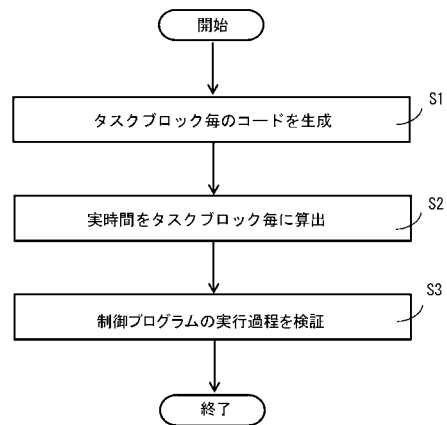 開始
S1
タスクブロック毎のコードを生成
S2
実時間をタスクブロック毎に算出
S3
制御プログラムの実行過程を検証
終了